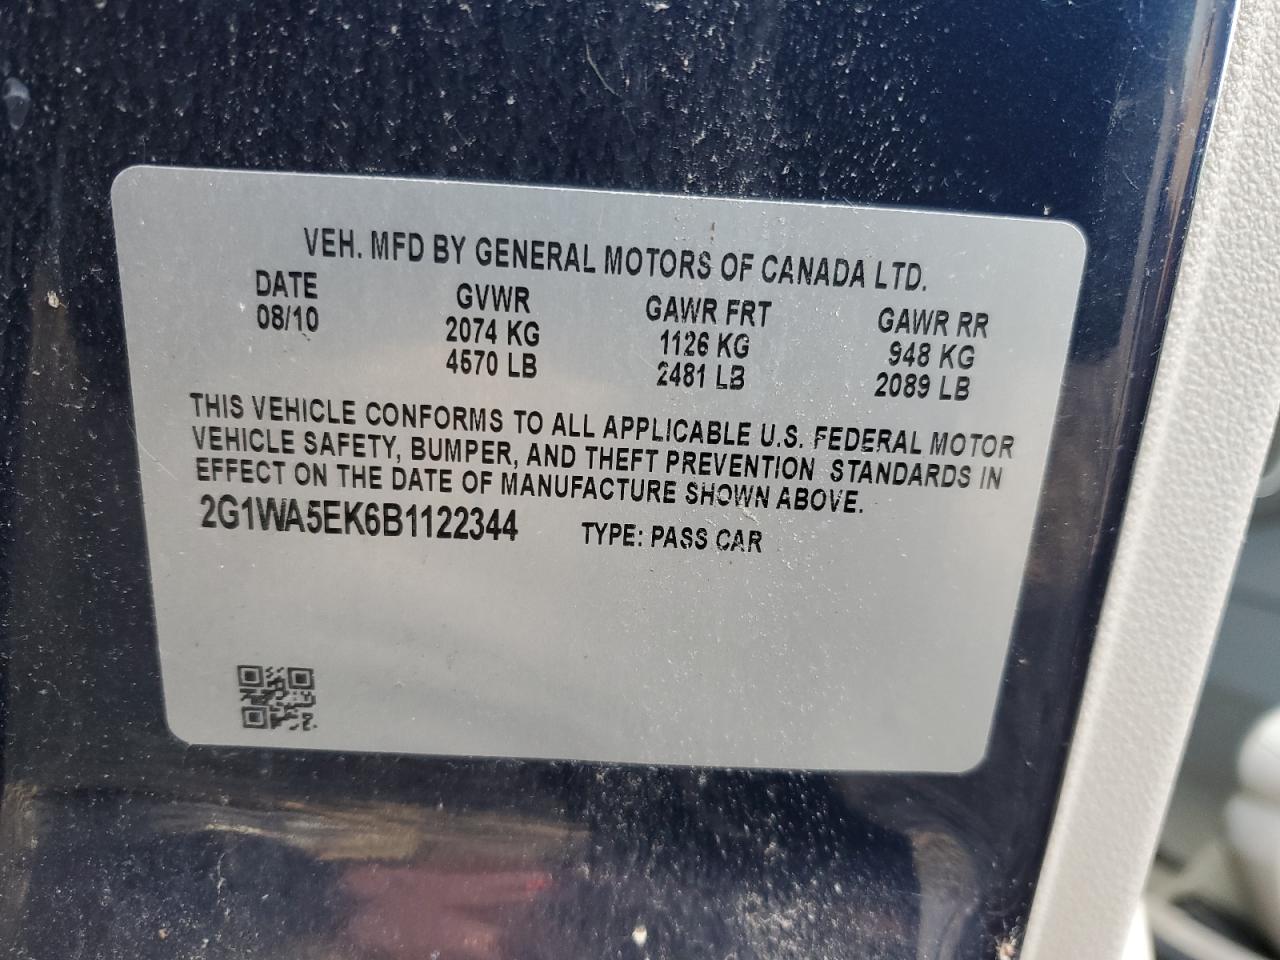 VEH. MFD BY GENERAL MOTORS OF CANADA LTD.
DATE GVWR GAWR FRT GAWR RR
08/10 2074 KG 1126 KG 948 KG
4570 LB 2481 LB 2089 LB
THIS VEHICLE CONFORMS TO ALL APPLICABLE U.S. FEDERAL MOTOR
VEHICLE SAFETY, BUMPER, AND THEFT PREVENTION STANDARDS IN
EFFECT ON THE DATE OF MANUFACTURE SHOWN ABOVE.
2G1WA5EK6B1122344 TYPE: PASS CAR